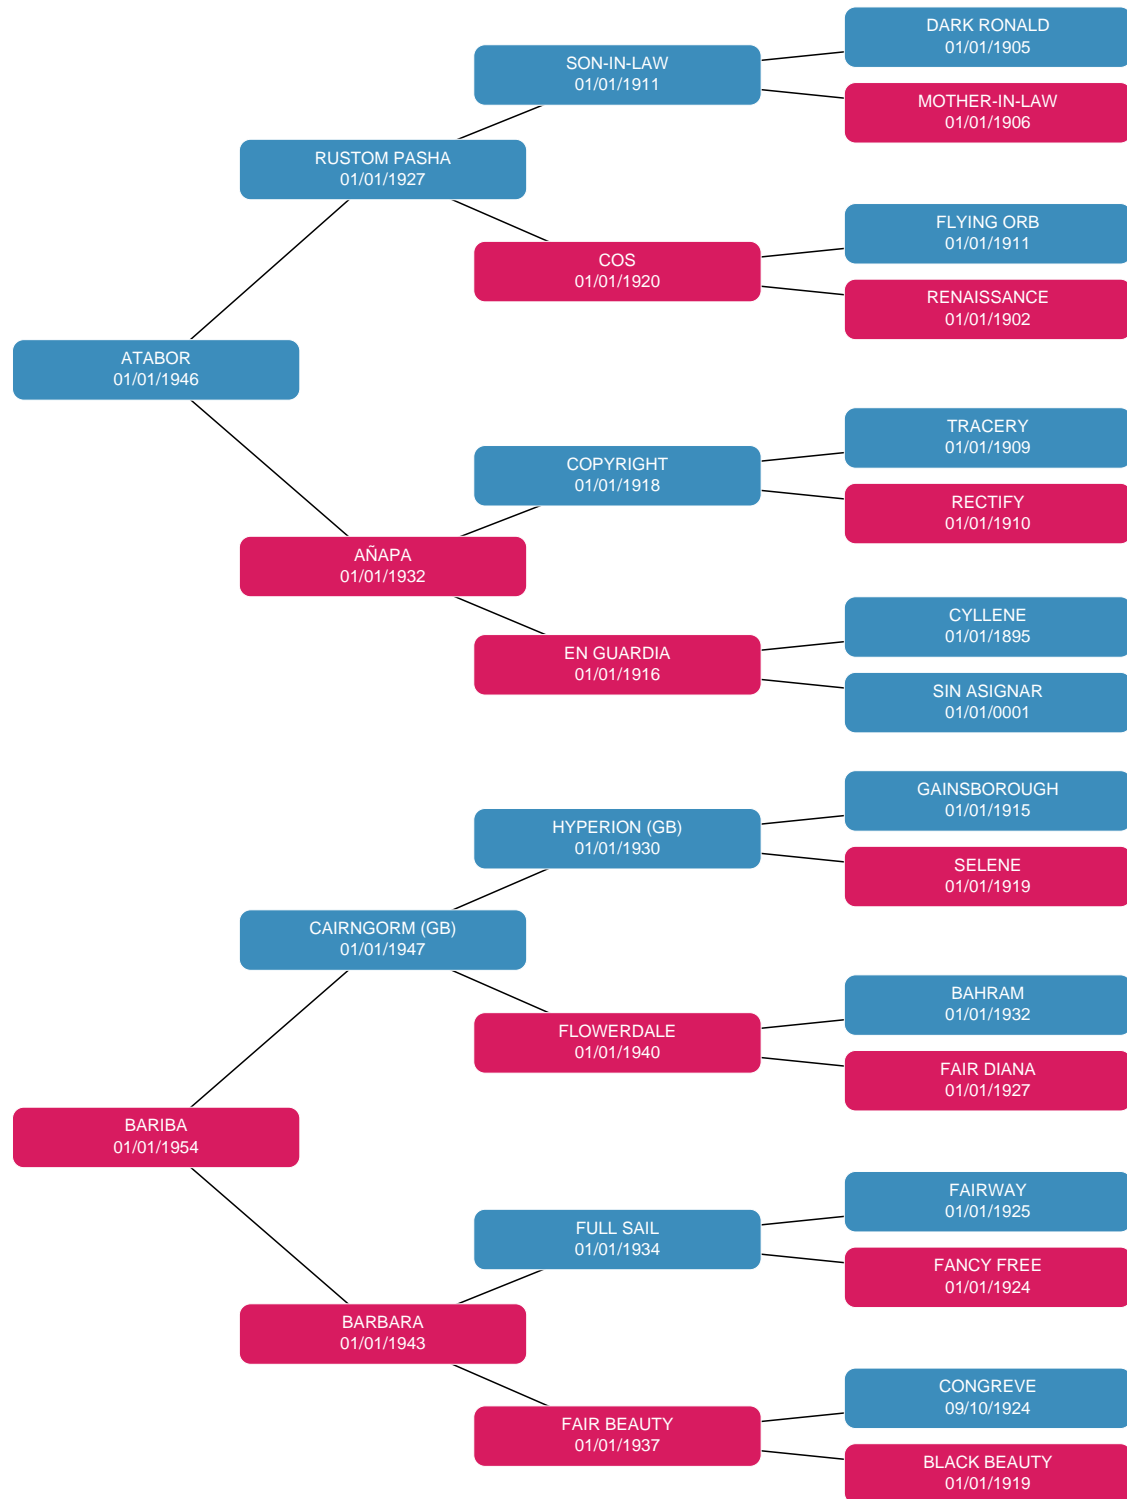 DARK RONALD
01/01/1905
SON-IN-LAW
01/01/1911
MOTHER-IN-LAW
01/01/1906
RUSTOM PASHA
01/01/1927
FLYING ORB
01/01/1911
COS
01/01/1920
RENAISSANCE
01/01/1902
ATABOR
01/01/1946
TRACERY
01/01/1909
COPYRIGHT
01/01/1918
RECTIFY
01/01/1910
AÑAPA
01/01/1932
CYLLENE
01/01/1895
EN GUARDIA
01/01/1916
SIN ASIGNAR
01/01/0001
GAINSBOROUGH
01/01/1915
HYPERION (GB)
01/01/1930
SELENE
01/01/1919
CAIRNGORM (GB)
01/01/1947
BAHRAM
01/01/1932
FLOWERDALE
01/01/1940
FAIR DIANA
01/01/1927
BARIBA
01/01/1954
FAIRWAY
01/01/1925
FULL SAIL
01/01/1934
FANCY FREE
01/01/1924
BARBARA
01/01/1943
CONGREVE
09/10/1924
FAIR BEAUTY
01/01/1937
BLACK BEAUTY
01/01/1919